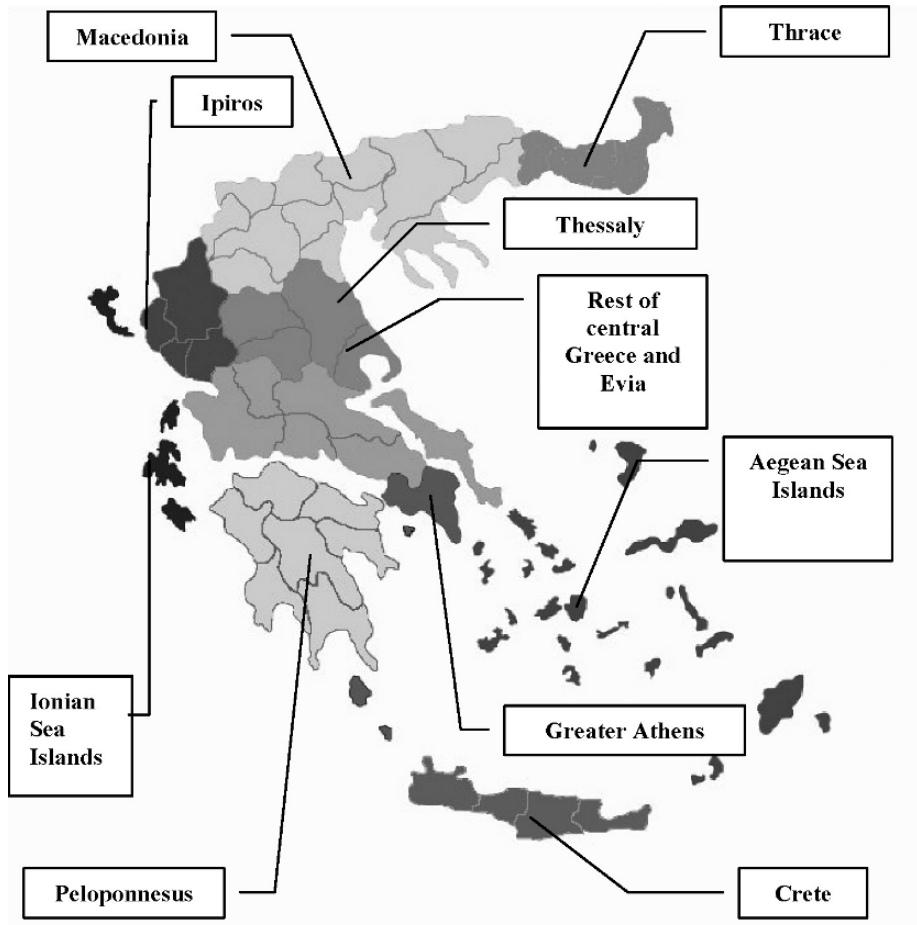 Macedonia
Thrace
Ipiros
Thessaly
Rest of
central
Greece and
Evia
Aegean Sea
Islands
Ionian
Sea
Islands
Greater Athens
Peloponnesus
Crete